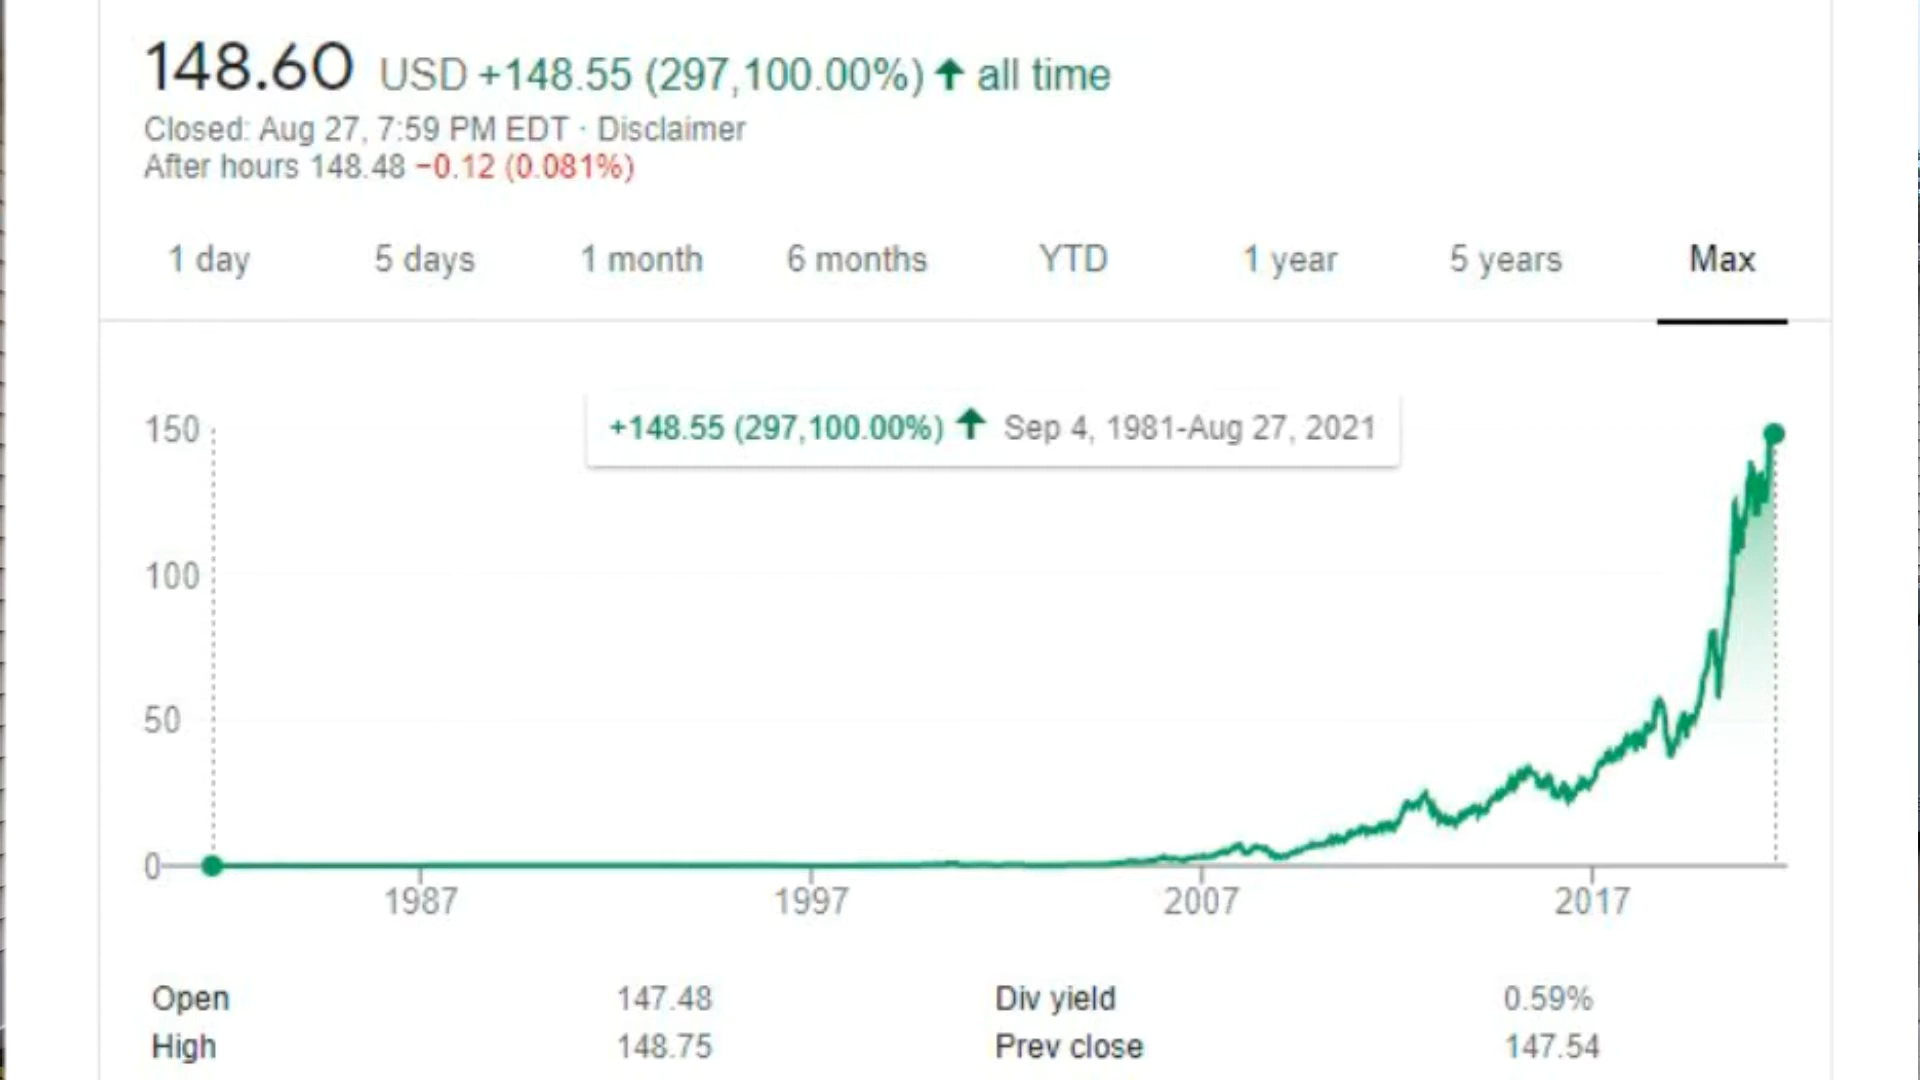 148.60 USD +148.55 (297,100.00%) ↑ all time
Closed: Aug 27, 7:59 PM EDT · Disclaimer
After hours 148.48 −0.12 (0.081%)
1 day 5 days 1 month 6 months YTD 1 year 5 years Max
+148.55 (297,100.00%) ↑ Sep 4, 1981-Aug 27, 2021
150
100
50
0
1987 1997 2007 2017
Open 147.48 Div yield 0.59%
High 148.75 Prev close 147.54